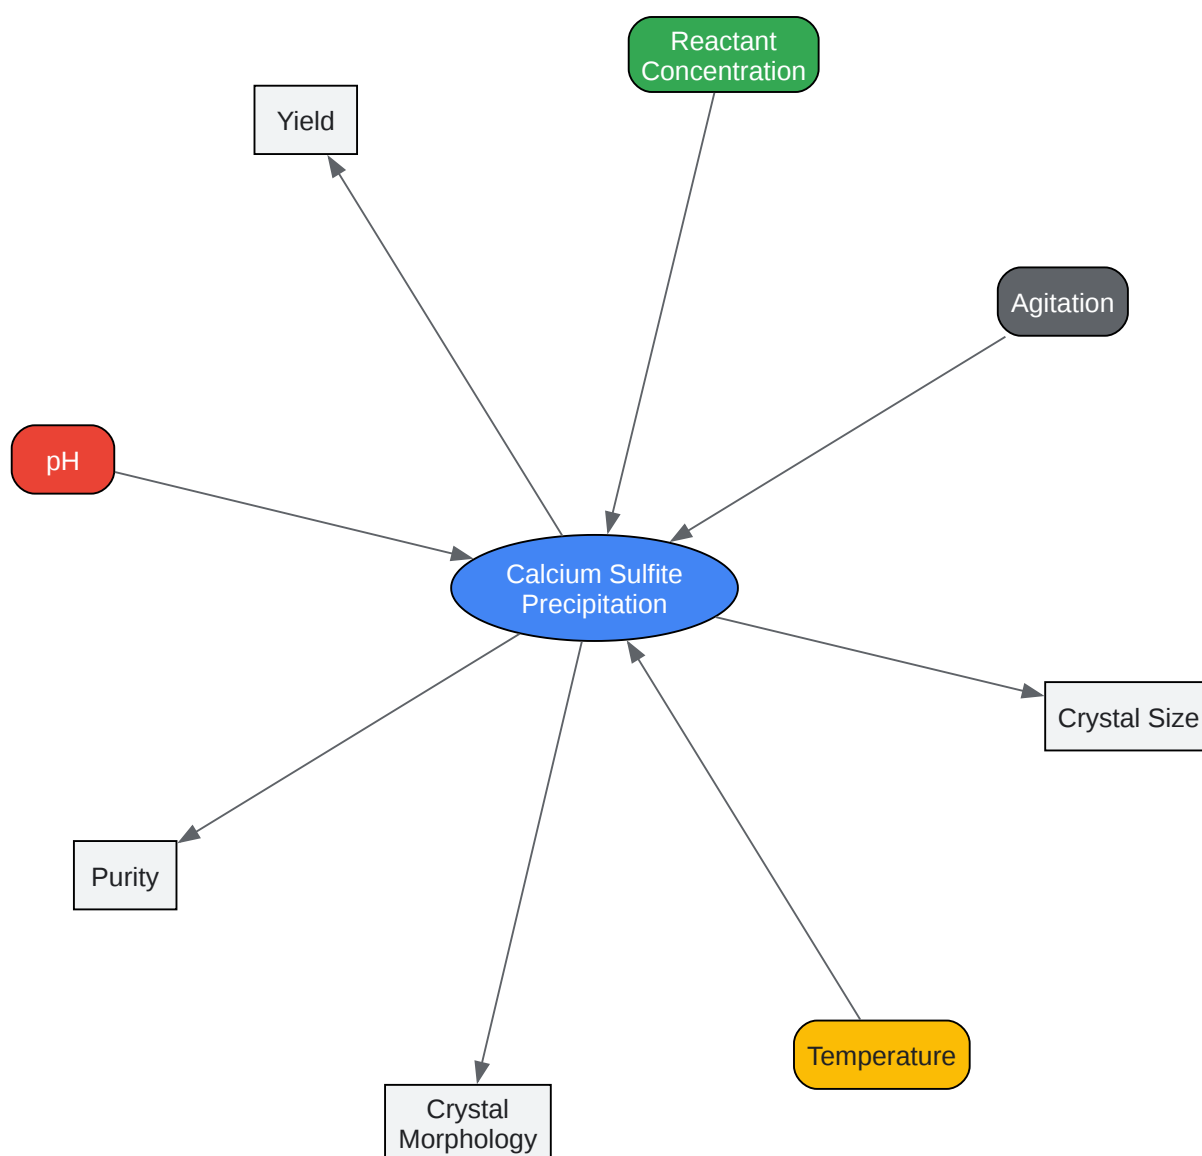 Reactant
Concentration
Yield
Agitation
pH
Calcium Sulfite
Precipitation
Crystal Size
Purity
Temperature
Crystal
Morphology